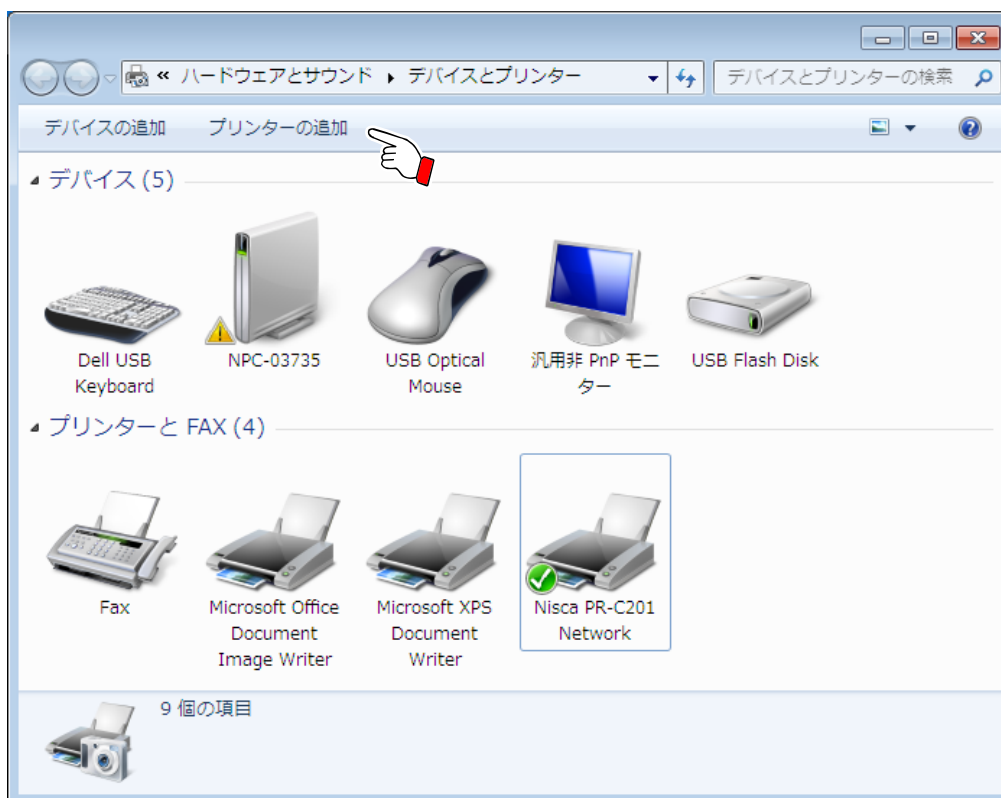 « ハードウェアとサウンド ▸ デバイスとプリンター
デバイスとプリンターの検索
デバイスの追加 プリンターの追加
デバイス (5)
Dell USB
Keyboard
NPC-03735
USB Optical
Mouse
汎用非 PnP モニ
ター
USB Flash Disk
プリンターと FAX (4)
Fax
Microsoft Office
Document
Image Writer
Microsoft XPS
Document
Writer
Nisca PR-C201
Network
9 個の項目